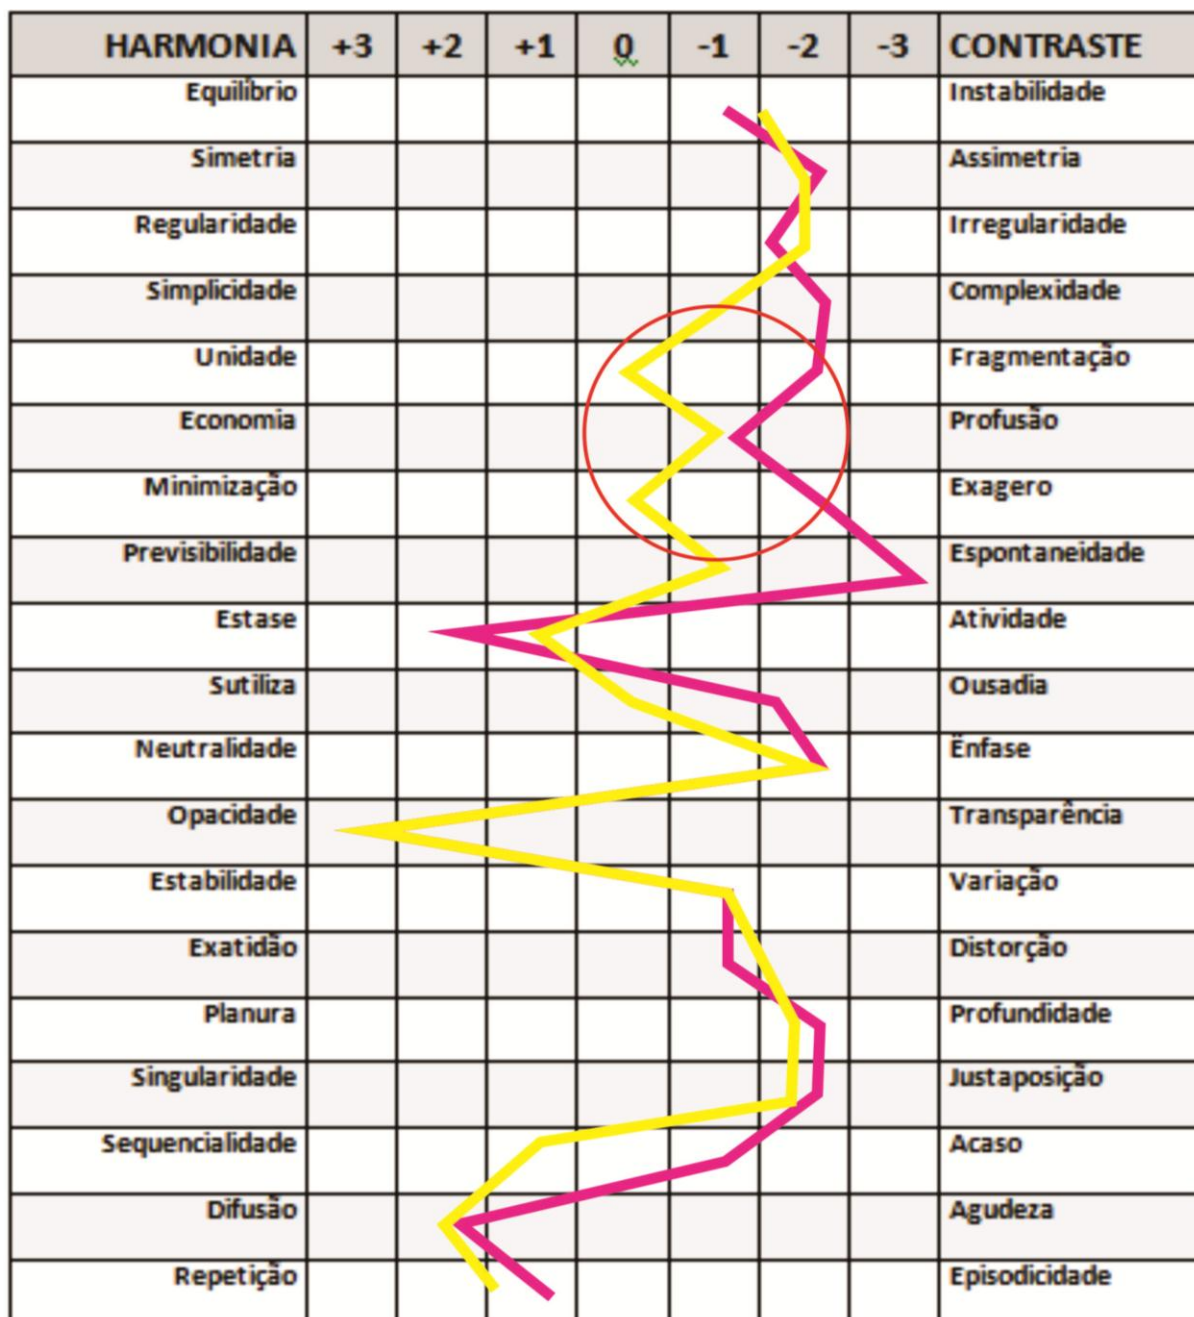 HARMONIA +3 +2 +1 0 -1 -2 -3 CONTRASTE
Equilíbrio Instabilidade
Simetria Assimetria
Regularidade Irregularidade
Simplicidade Complexidade
Unidade Fragmentação
Economia Profusão
Minimização Exagero
Previsibilidade Espontaneidade
Estase Atividade
Sutiliza Ousadia
Neutralidade Ënfase
Opacidade Transparência
Estabilidade Variação
Exatidão Distorção
Planura Profundidade
Singularidade Justaposição
Sequencialidade Acaso
Difusão Agudeza
Repetição Episodicidade